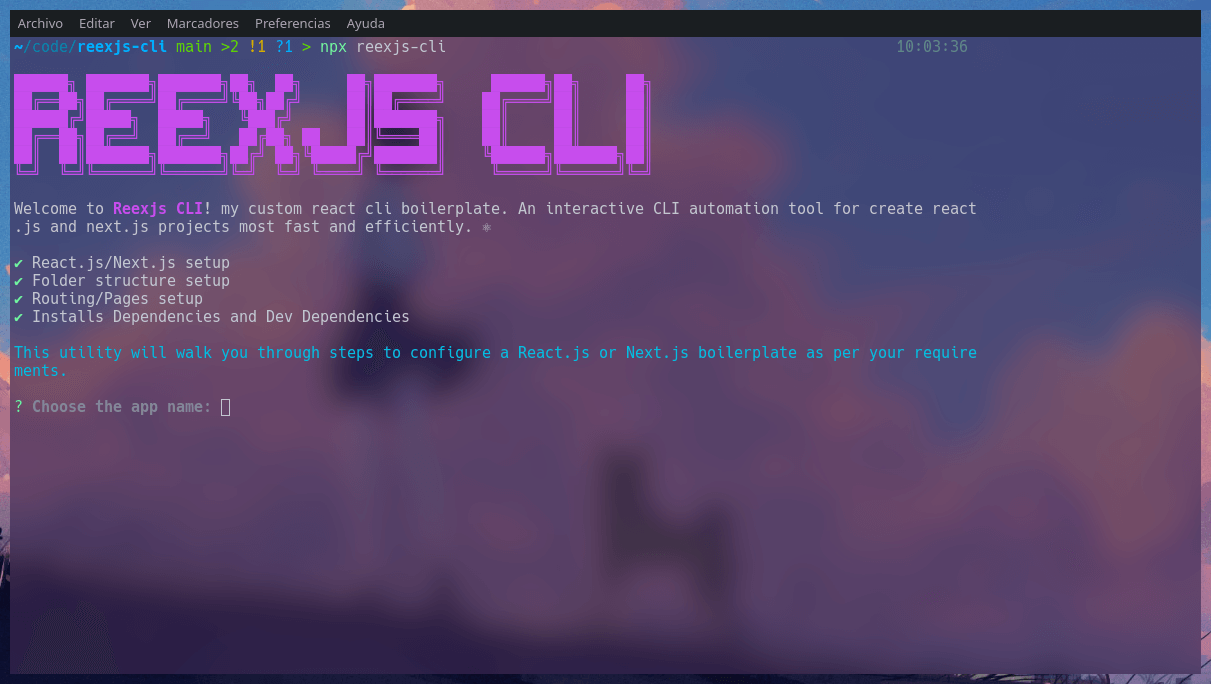 Archivo Editar Ver Marcadores Preferencias Ayuda
~/code/reexjs-cli main >2 !1 ?1 > npx reexjs-cli 10:03:36
REEXJS CLI
Welcome to Reexjs CLI! my custom react cli boilerplate. An interactive CLI automation tool for create react
.js and next.js projects most fast and efficiently. ⚛
✔ React.js/Next.js setup
✔ Folder structure setup
✔ Routing/Pages setup
✔ Installs Dependencies and Dev Dependencies
This utility will walk you through steps to configure a React.js or Next.js boilerplate as per your require
ments.
? Choose the app name: